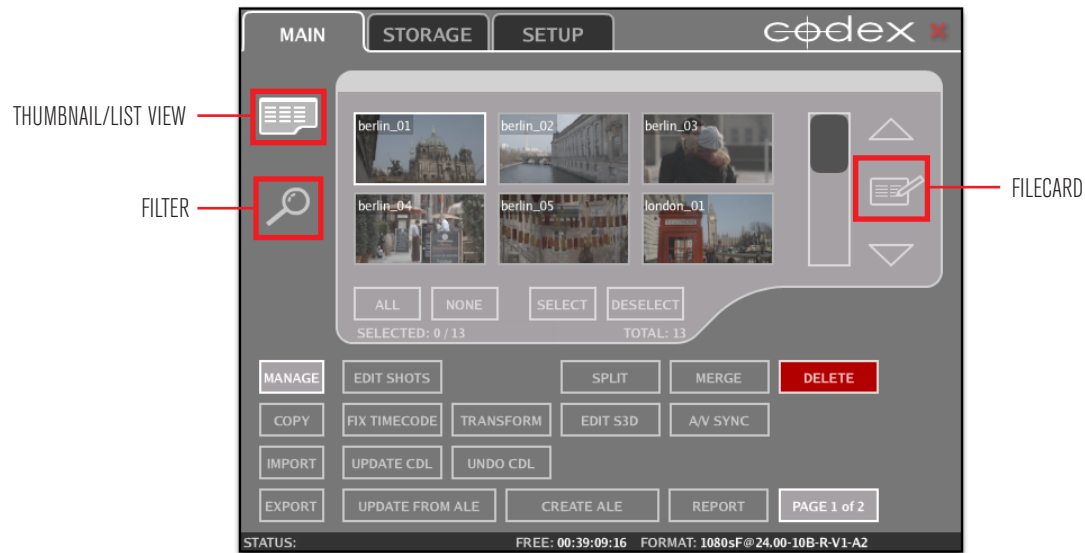 MAIN
STORAGE
SETUP
codex
THUMBNAIL/LIST VIEW
FILTER
FILECARD
berlin_01
berlin_02
berlin_03
berlin_04
berlin_05
london_01
ALL
NONE
SELECT
DESELECT
SELECTED: 0 / 13
TOTAL: 13
MANAGE
EDIT SHOTS
SPLIT
MERGE
DELETE
COPY
FIX TIMECODE
TRANSFORM
EDIT S3D
A/V SYNC
IMPORT
UPDATE CDL
UNDO CDL
EXPORT
UPDATE FROM ALE
CREATE ALE
REPORT
PAGE 1 of 2
STATUS:
FREE: 00:39:09:16
FORMAT: 1080sF@24.00-10B-R-V1-A2